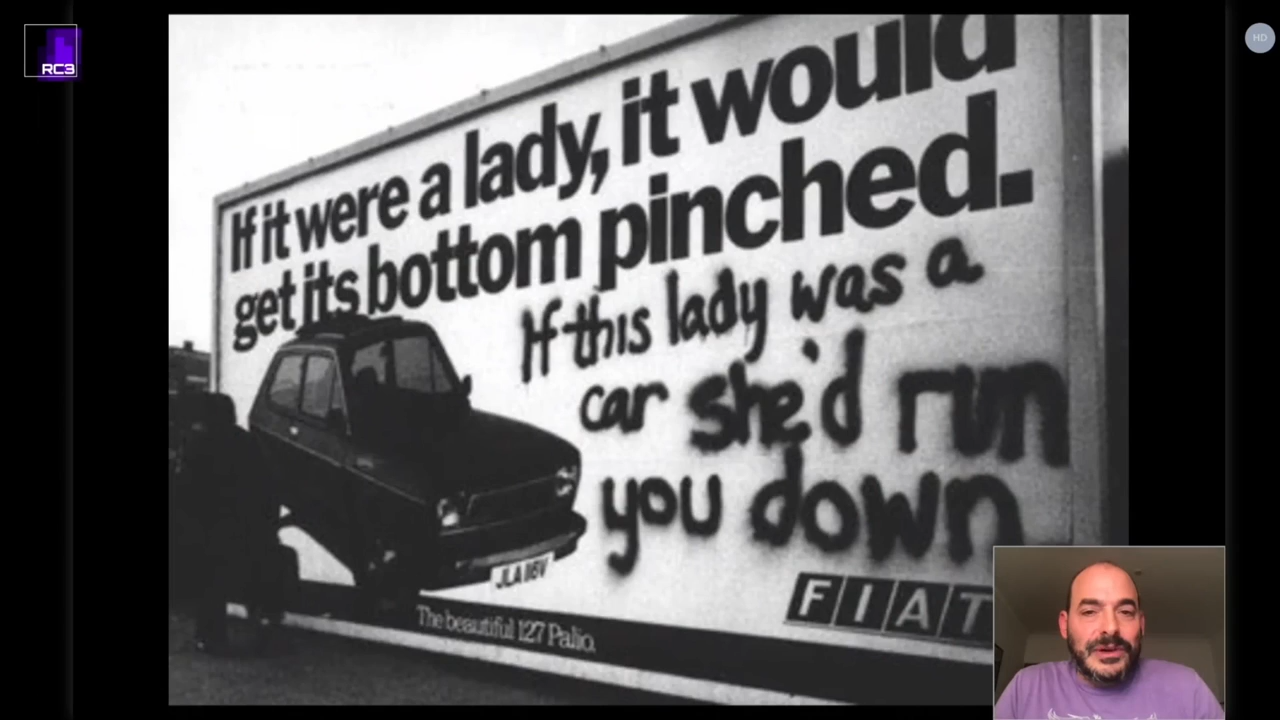 RC3
HD
If it were a lady, it would
get its bottom pinched.
If this lady was a
car she'd run
you down
JLA 116V
The beautiful 127 Palio.
FIAT